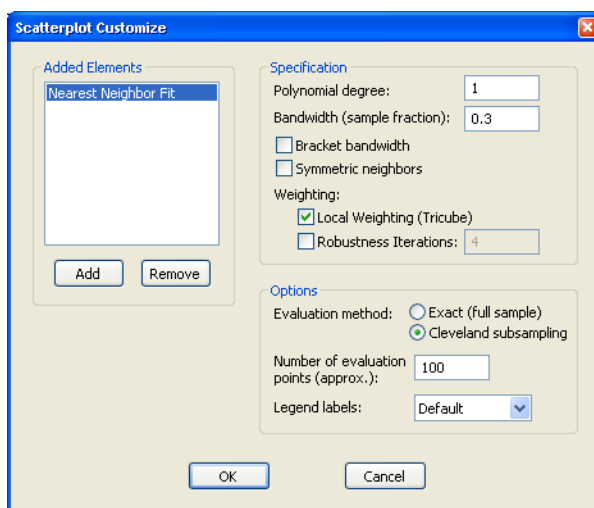 Scatterplot Customize
Added Elements
Nearest Neighbor Fit
Add
Remove
Specification
Polynomial degree: 1
Bandwidth (sample fraction): 0.3
Bracket bandwidth
Symmetric neighbors
Weighting:
Local Weighting (Tricube)
Robustness Iterations: 4
Options
Evaluation method: Exact (full sample)
Cleveland subsampling
Number of evaluation
points (approx.): 100
Legend labels: Default
OK
Cancel